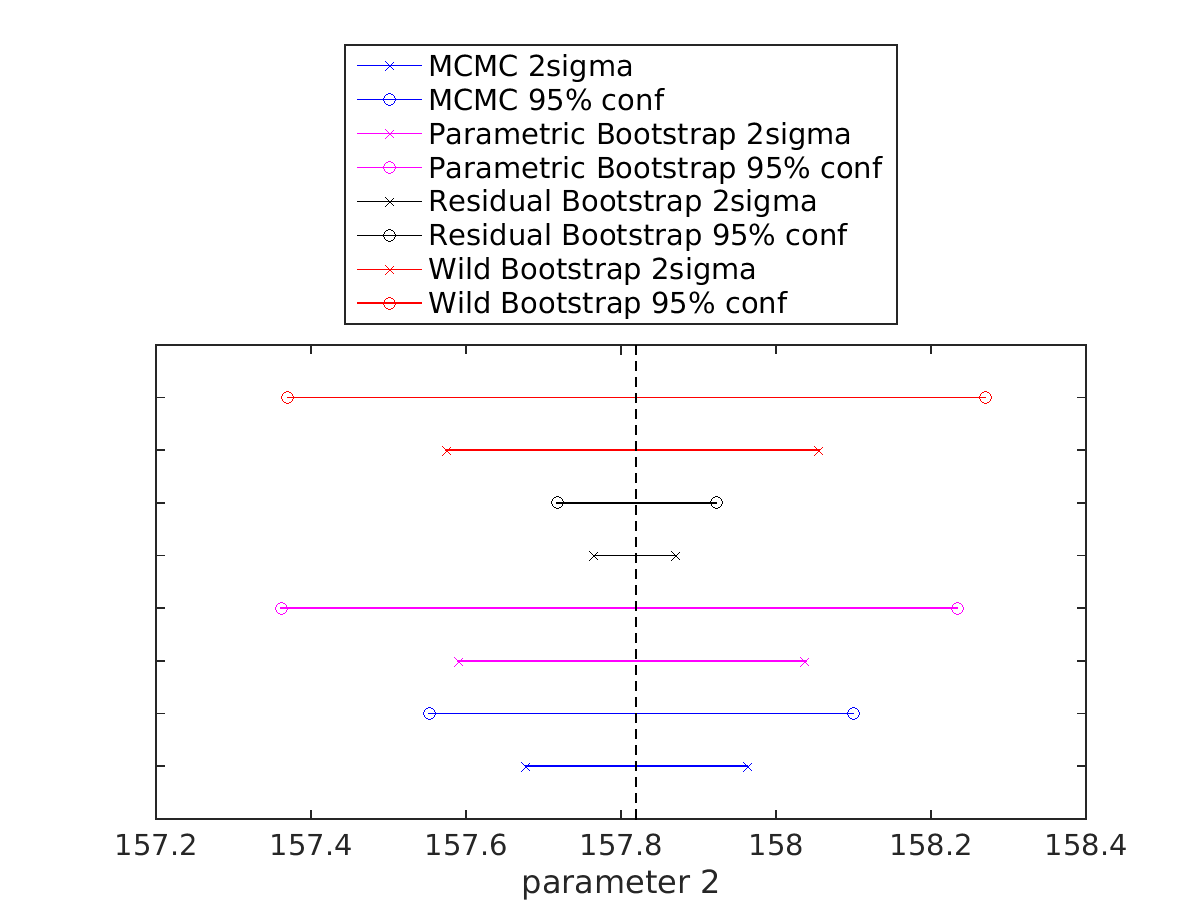 MCMC 2sigma
MCMC 95% conf
Parametric Bootstrap 2sigma
Parametric Bootstrap 95% conf
Residual Bootstrap 2sigma
Residual Bootstrap 95% conf
Wild Bootstrap 2sigma
Wild Bootstrap 95% conf
157.2 157.4 157.6 157.8 158 158.2 158.4
parameter 2